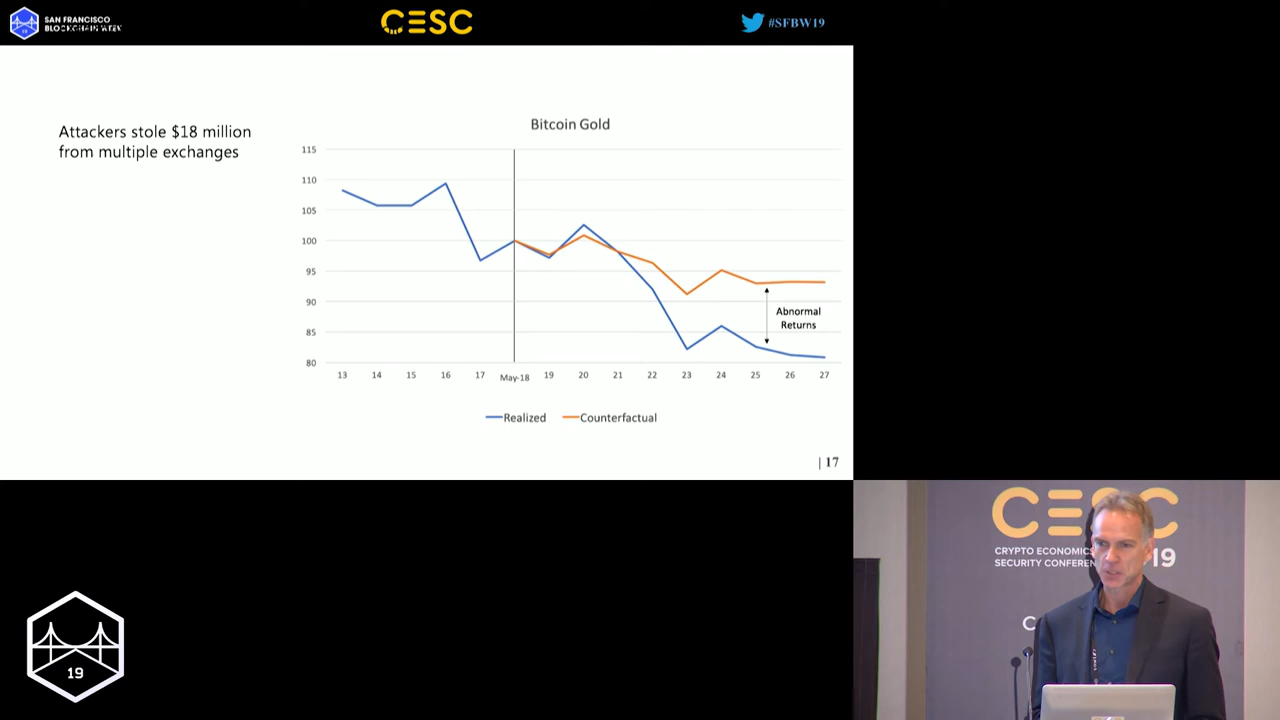 SAN FRANCISCO
BLOCKCHAIN WEEK
19
CESC
#SFBW19
Attackers stole $18 million
from multiple exchanges
Bitcoin Gold
115
110
105
100
95
90
85
80
Abnormal
Returns
13 14 15 16 17 May-18 19 20 21 22 23 24 25 26 27
Realized Counterfactual
| 17
CESC
CRYPTO ECONOMICS
SECURITY CONFEREN 19
C
19